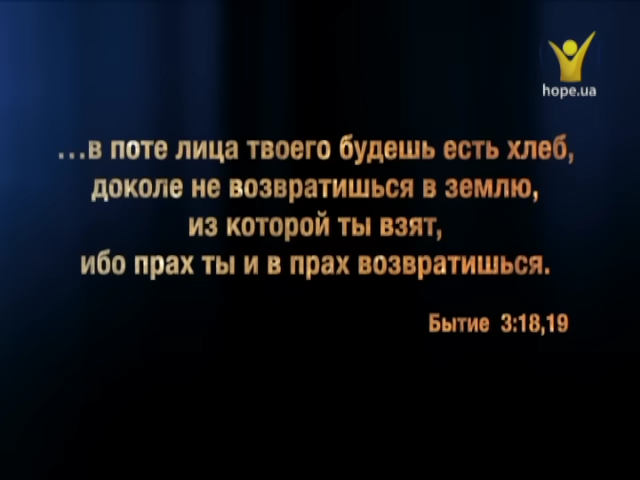 hope.ua
...в поте лица твоего будешь есть хлеб,
доколе не возвратишься в землю,
из которой ты взят,
ибо прах ты и в прах возвратишься.
Бытие 3:18,19